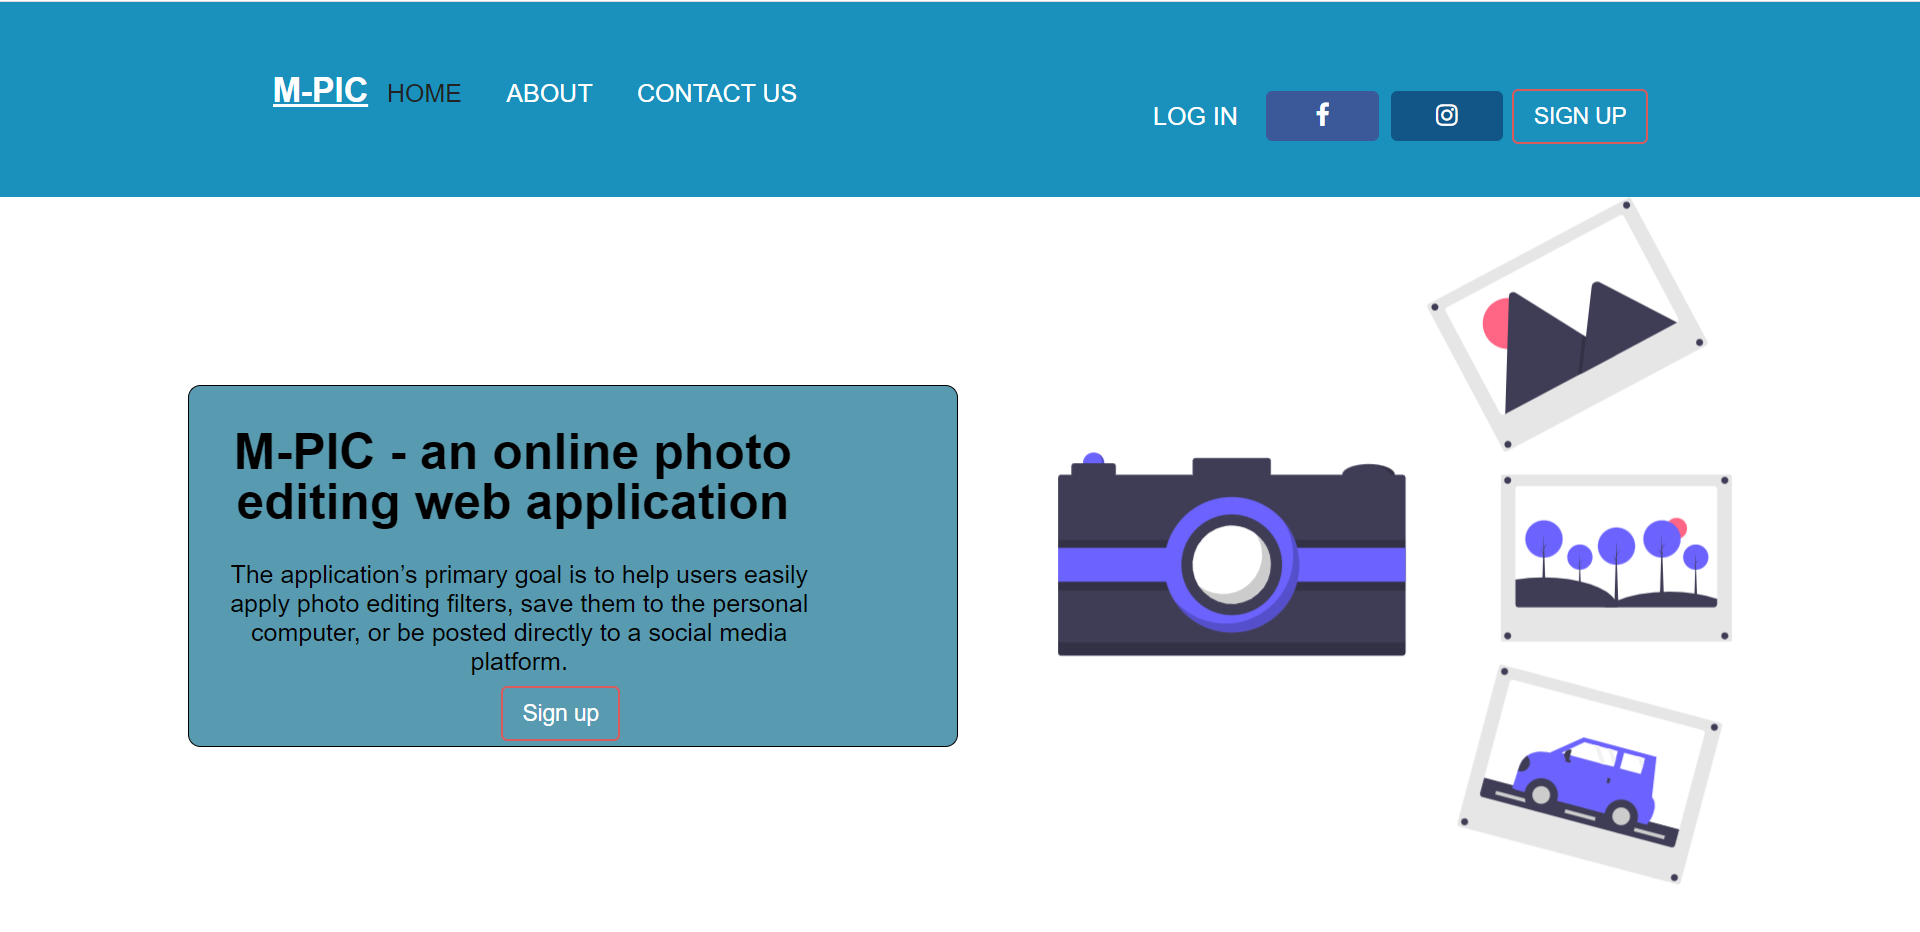 M-PIC HOME ABOUT CONTACT US
LOG IN SIGN UP
M-PIC - an online photo
editing web application
The application’s primary goal is to help users easily
apply photo editing filters, save them to the personal
computer, or be posted directly to a social media
platform.
Sign up